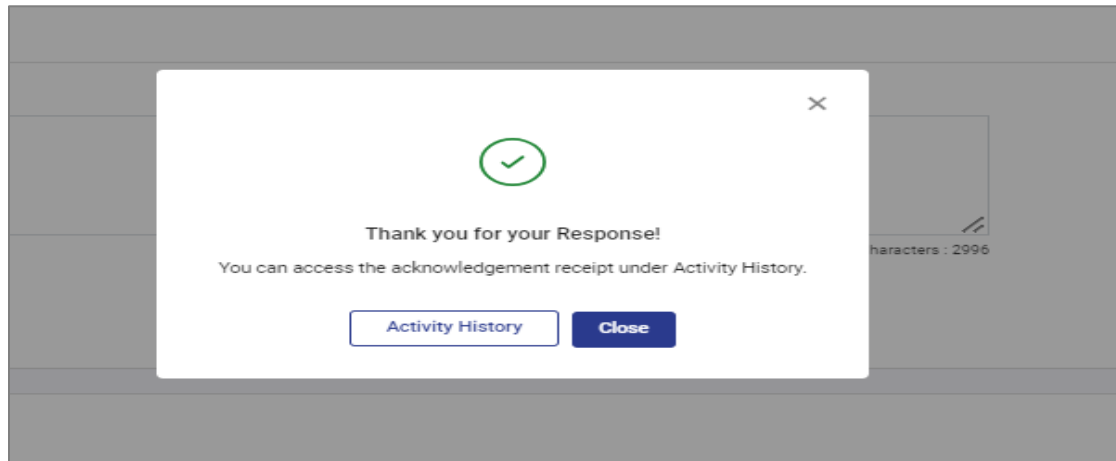 Thank you for your Response!
You can access the acknowledgement receipt under Activity History.
haracters : 2996
Activity History
Close